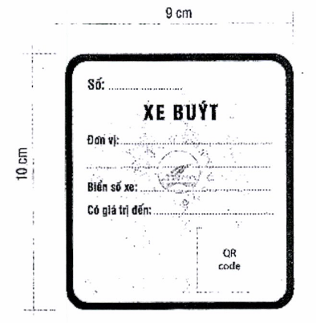 9 cm
10 cm
Số: ........................
XE BUÝT
Đơn vị: ........................
Biển số xe: ........................
Có giá trị đến: ........................
QR
code